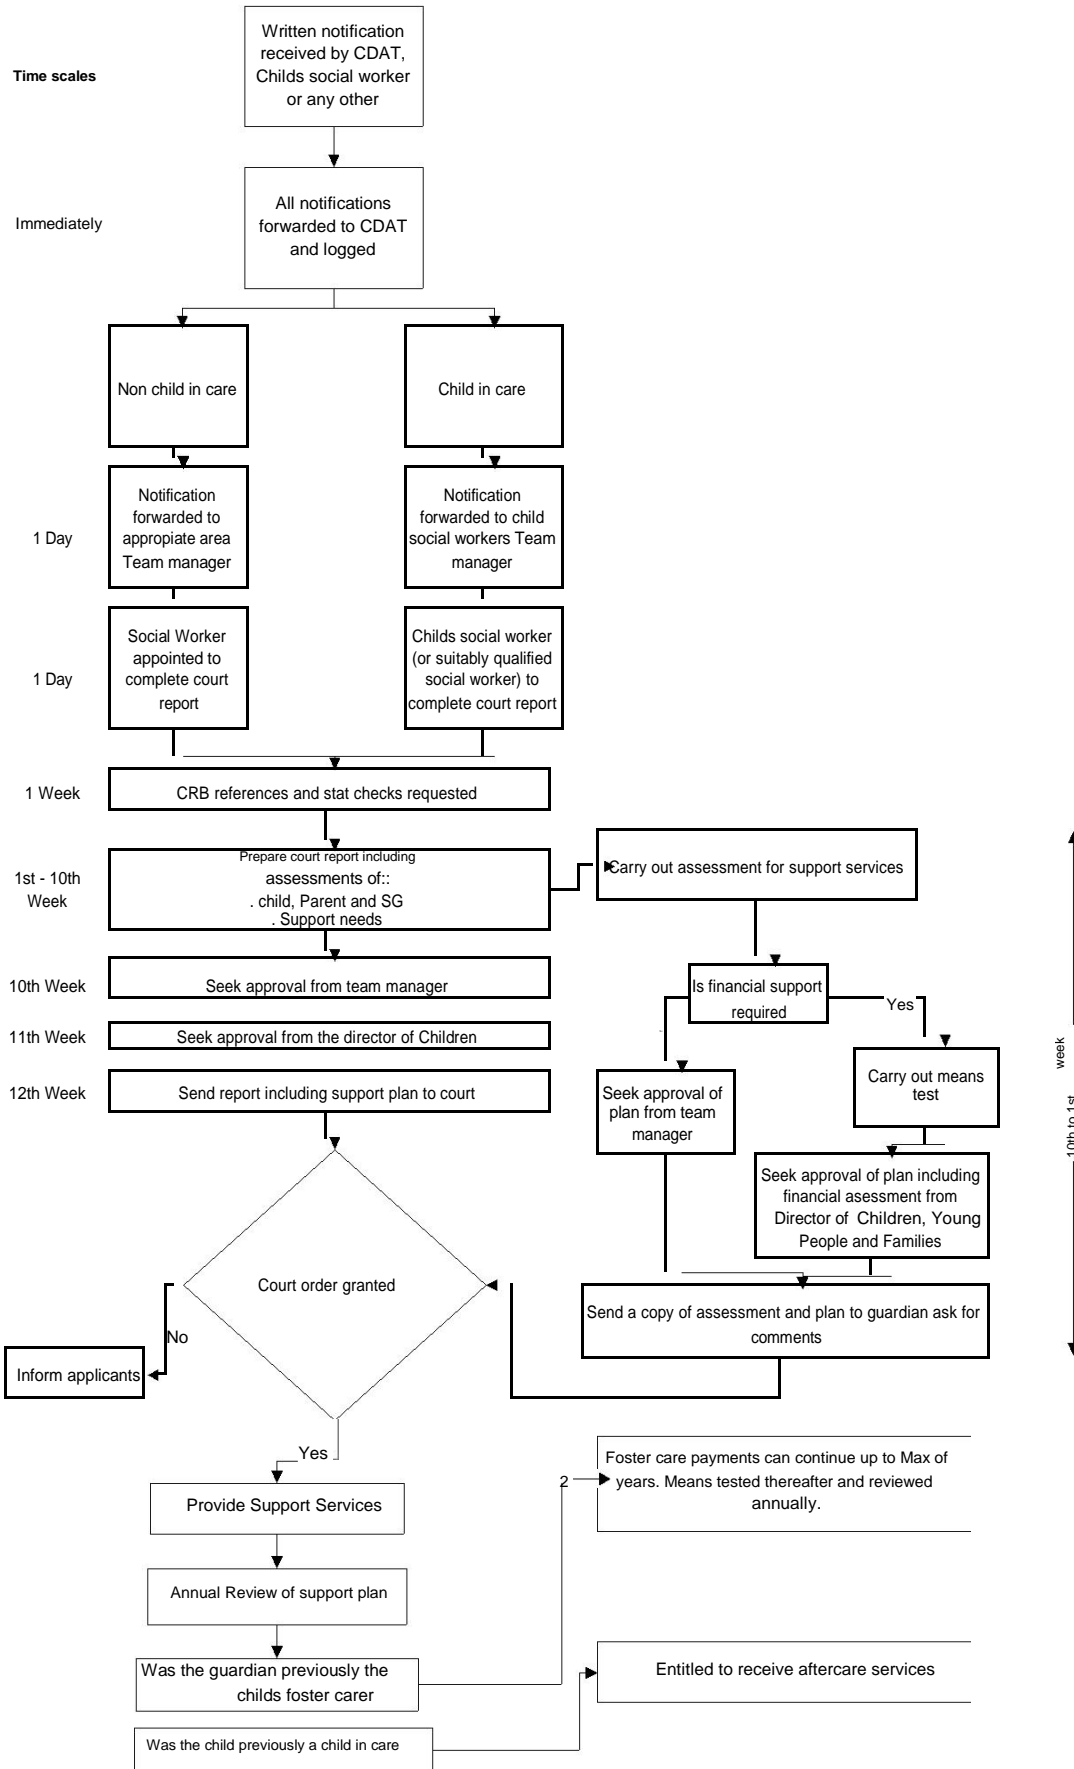 Written notification
received by CDAT,
Childs social worker
or any other
Time scales
All notifications
forwarded to CDAT
and logged
Immediately
Non child in care
Child in care
Notification
forwarded to
appropiate area
Team manager
Notification
forwarded to child
social workers Team
manager
1 Day
Social Worker
appointed to
complete court
report
Childs social worker
(or suitably qualified
social worker) to
complete court report
1 Day
1 Week
CRB references and stat checks requested
1st - 10th
Week
Prepare court report including
assessments of::
. child, Parent and SG
. Support needs
Carry out assessment for support services
10th Week
Seek approval from team manager
Is financial support
required
Yes
11th Week
Seek approval from the director of Children
12th Week
Send report including support plan to court
Seek approval of
plan from team
manager
Carry out means
test
Seek approval of plan including
financial asessment from
Director of Children, Young
People and Families
10th to 1st
week
Court order granted
Send a copy of assessment and plan to guardian ask for
comments
No
Inform applicants
Yes
Provide Support Services
Foster care payments can continue up to Max of
2 years. Means tested thereafter and reviewed
annually.
Annual Review of support plan
Was the guardian previously the
childs foster carer
Entitled to receive aftercare services
Was the child previously a child in care